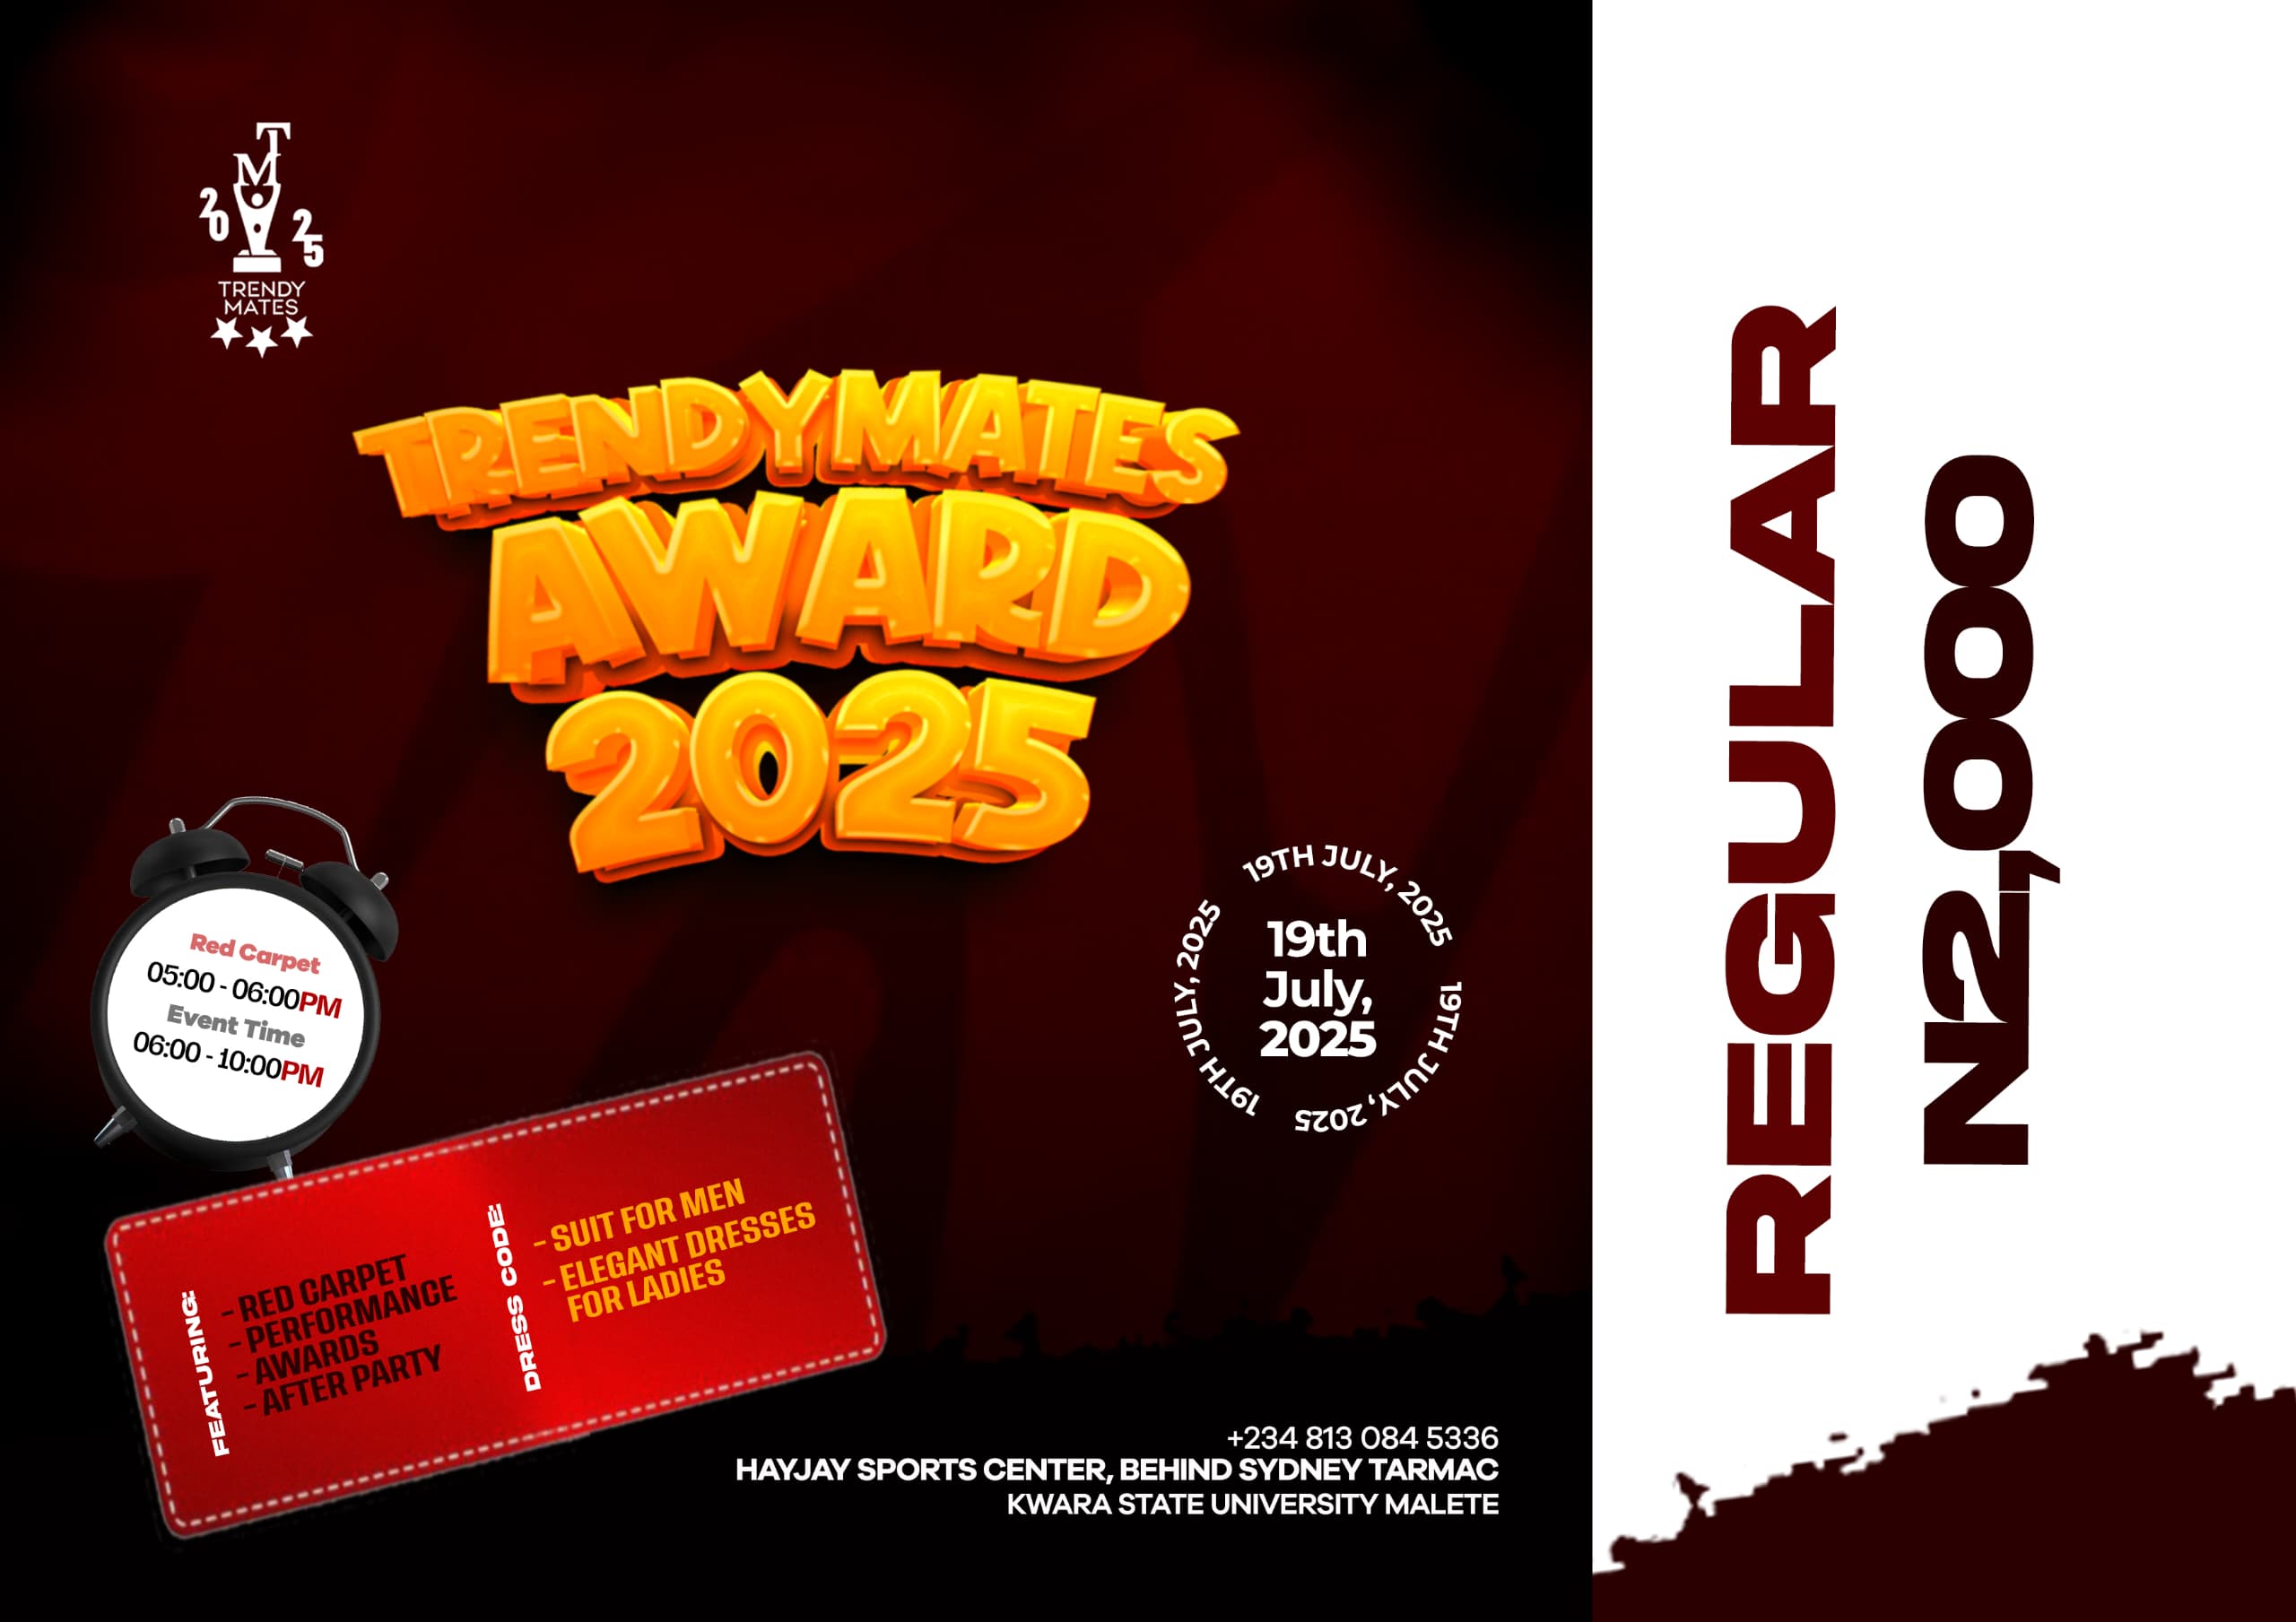 TM
2025
TRENDY
MATES
TRENDYMATES
AWARD
2025
Red Carpet
05:00 - 06:00PM
Event Time
06:00 - 10:00PM
19TH JULY, 2025 19TH JULY, 2025 19TH JULY, 2025
19th
July,
2025
FEATURING:
- RED CARPET
- PERFORMANCE
- AWARDS
- AFTER PARTY
DRESS CODE:
- SUIT FOR MEN
- ELEGANT DRESSES
FOR LADIES
+234 813 084 5336
HAYJAY SPORTS CENTER, BEHIND SYDNEY TARMAC
KWARA STATE UNIVERSITY MALETE
REGULAR
N2,000